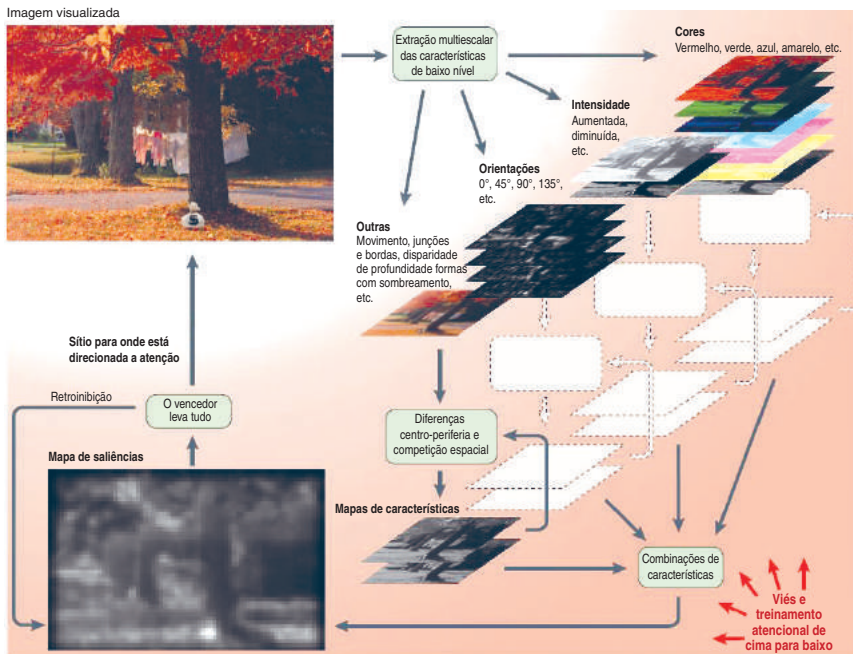 Imagem visualizada
Extração multiescalar
das características
de baixo nível
Cores
Vermelho, verde, azul, amarelo, etc.
Intensidade
Aumentada,
diminuída,
etc.
Orientações
0°, 45°, 90°, 135°,
etc.
Outras
Movimento, junções
e bordas, disparidade
de profundidade formas
com sombreamento,
etc.
Sítio para onde está
direcionada a atenção
Retroinibição
O vencedor
leva tudo
Diferenças
centro-periferia e
competição espacial
Mapa de saliências
Mapas de características
Combinações de
características
Viés e
treinamento
atencional de
cima para baixo